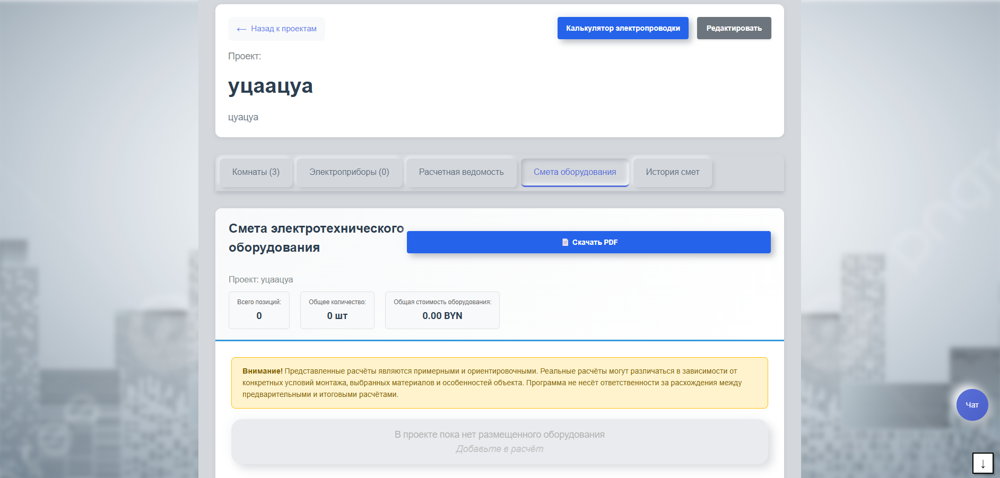 ← Назад к проектам
Калькулятор электропроводки
Редактировать
Проект:
уцаацуа
цуацуа
Комнаты (3)
Электроприборы (0)
Расчетная ведомость
Смета оборудования
История смет
Смета электротехнического
оборудования
Скачать PDF
Проект: уцаацуа
Всего позиций:
0
Общее количество:
0 шт
Общая стоимость оборудования:
0.00 BYN
Внимание! Представленные расчёты являются примерными и ориентировочными. Реальные расчёты могут различаться в зависимости от
конкретных условий монтажа, выбранных материалов и особенностей объекта. Программа не несёт ответственности за расхождения между
предварительными и итоговыми расчётами.
В проекте пока нет размещенного оборудования
Добавьте в расчёт
Чат
↓